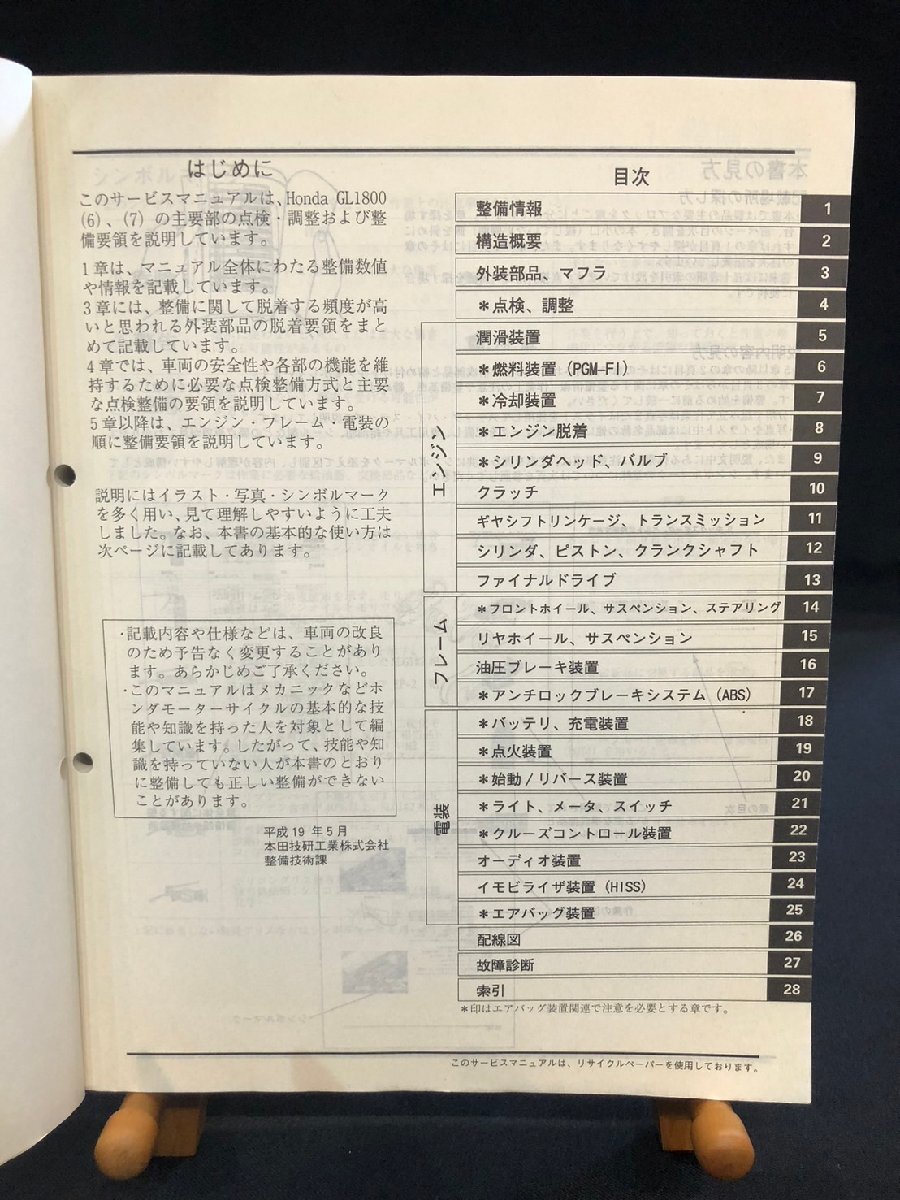 はじめに
このサービスマニュアルは、Honda GL1800
(6)、(7) の主要部の点検・調整および整
備要領を説明しています。
1章は、マニュアル全体にわたる整備数値
や情報を記載しています。
3章には、整備に関して脱着する頻度が高
いと思われる外装部品の脱着要領をまと
めて記載しています。
4章では、車両の安全性や各部の機能を維
持するために必要な点検整備方式と主要
な点検整備の要領を説明しています。
5章以降は、エンジン・フレーム・電装の
順に整備要領を説明しています。
説明にはイラスト・写真・シンボルマーク
を多く用い、見て理解しやすいように工夫
しました。なお、本書の基本的な使い方は
次ページに記載してあります。
・記載内容や仕様などは、車両の改良
のため予告なく変更することがあり
ます。あらかじめご了承ください。
・このマニュアルはメカニックなどホ
ンダモーターサイクルの基本的な技
能や知識を持った人を対象として編
集しています。したがって、技能や知
識を持っていない人が本書のとおり
に整備しても正しい整備ができない
ことがあります。
平成19年5月
本田技研工業株式会社
整備技術課
目次
整備情報 1
構造概要 2
外装部品、マフラ 3
*点検、調整 4
エンジン
潤滑装置 5
*燃料装置 (PGM-FI) 6
*冷却装置 7
*エンジン脱着 8
*シリンダヘッド、バルブ 9
クラッチ 10
ギヤシフトリンケージ、トランスミッション 11
シリンダ、ピストン、クランクシャフト 12
ファイナルドライブ 13
フレーム
*フロントホイール、サスペンション、ステアリング 14
リヤホイール、サスペンション 15
油圧ブレーキ装置 16
*アンチロックブレーキシステム (ABS) 17
電装
*バッテリ、充電装置 18
*点火装置 19
*始動/リバース装置 20
*ライト、メータ、スイッチ 21
*クルーズコントロール装置 22
オーディオ装置 23
イモビライザ装置 (HISS) 24
*エアバッグ装置 25
配線図 26
故障診断 27
索引 28
*印はエアバッグ装置関連で注意を必要とする章です。
このサービスマニュアルは、リサイクルペーパーを使用しております。